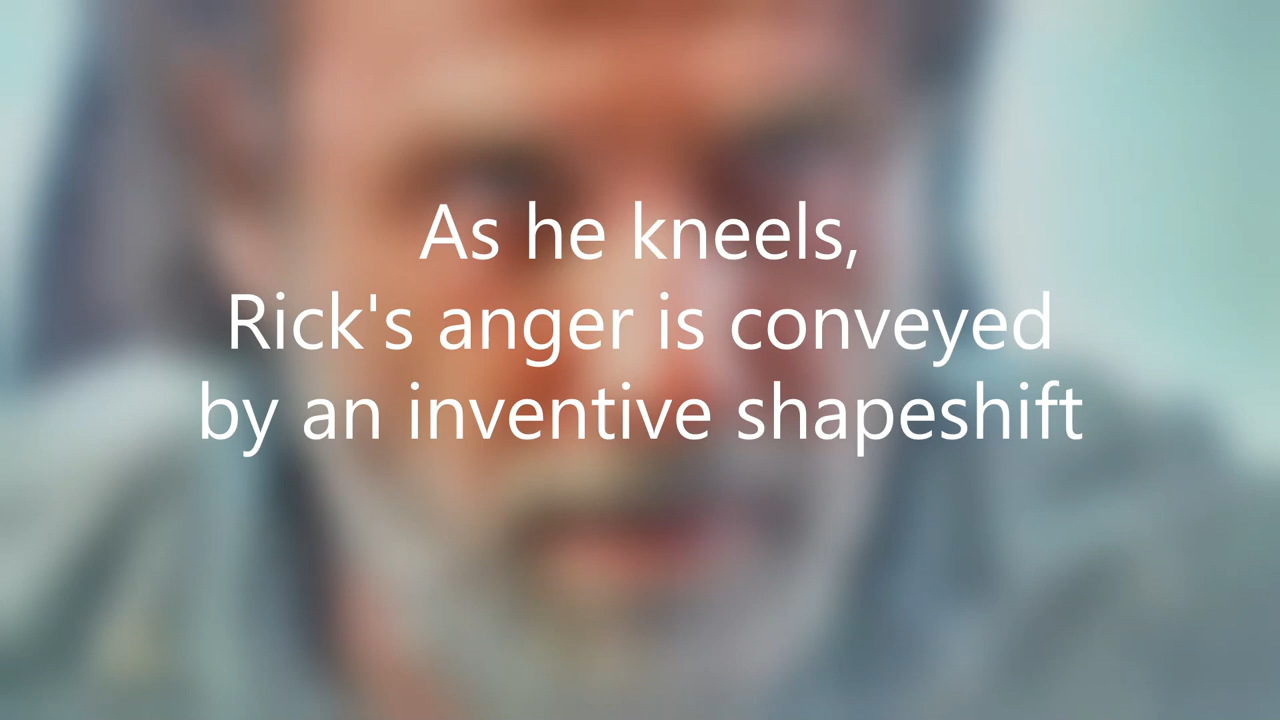 As he kneels,
Rick's anger is conveyed
by an inventive shapeshift